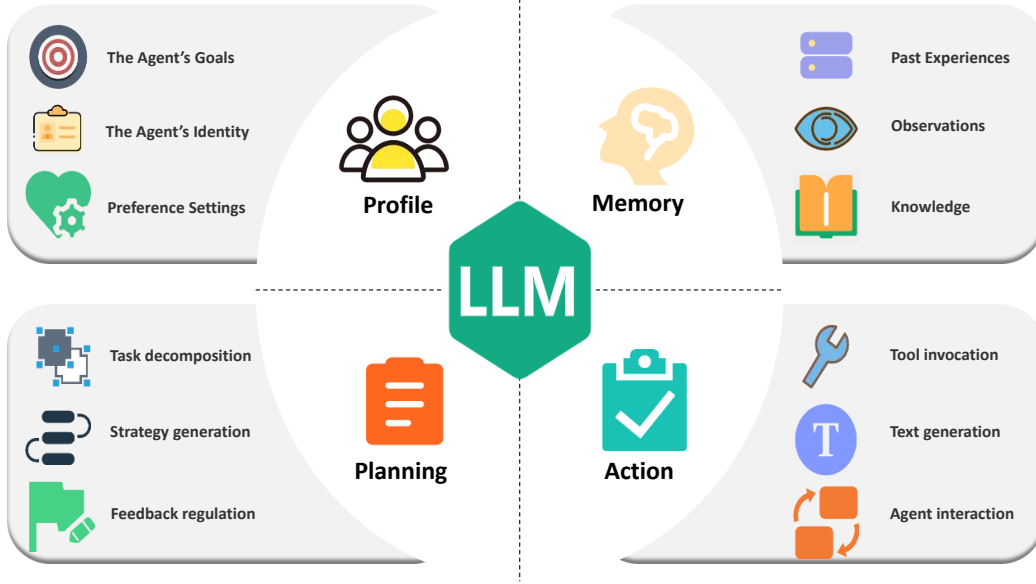 The Agent's Goals
The Agent's Identity
Preference Settings
Profile
Memory
Past Experiences
Observations
Knowledge
LLM
Task decomposition
Strategy generation
Feedback regulation
Planning
Action
Tool invocation
T
Text generation
Agent interaction